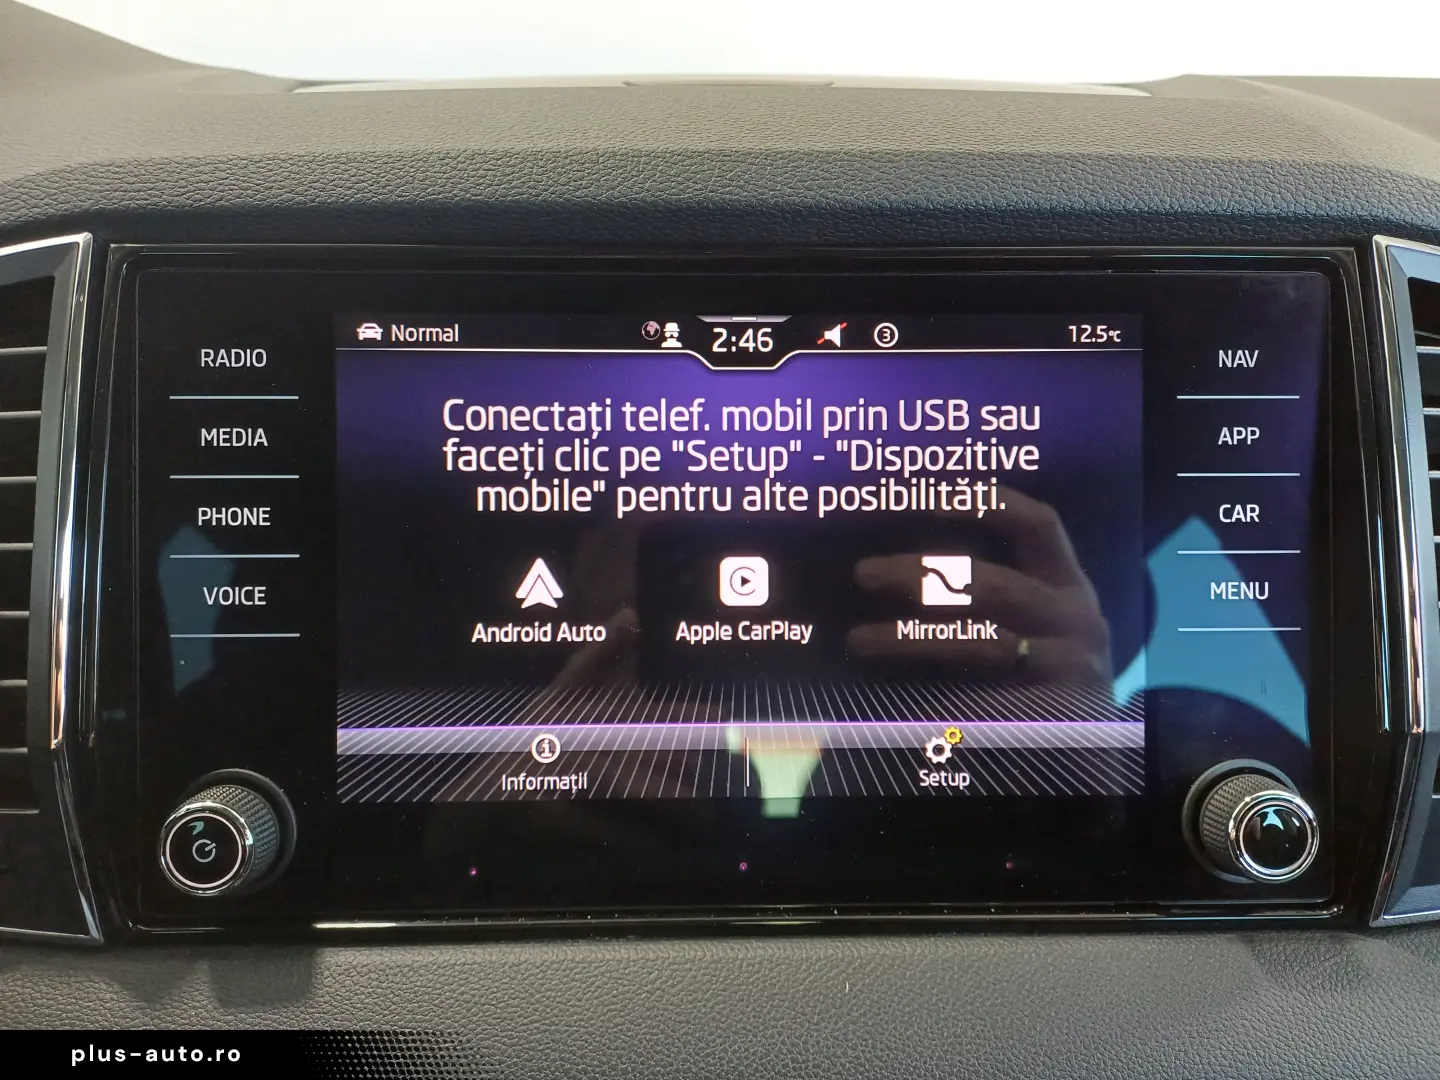 Normal
2:46
3
12.5°C
RADIO
MEDIA
PHONE
VOICE
Conectați telef. mobil prin USB sau
faceți clic pe "Setup" - "Dispozitive
mobile" pentru alte posibilități.
Android Auto
Apple CarPlay
MirrorLink
Informații
Setup
NAV
APP
CAR
MENU
plus-auto.ro